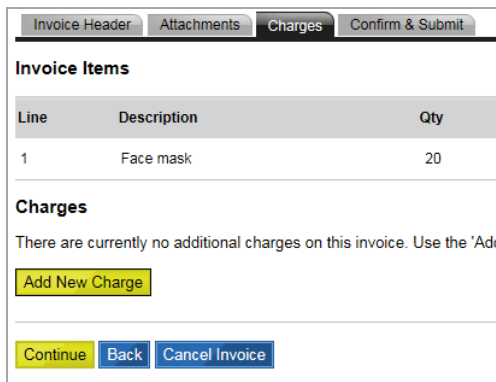 Invoice Header Attachments Charges Confirm & Submit
Invoice Items
Line Description Qty
1 Face mask 20
Charges
There are currently no additional charges on this invoice. Use the 'Add
Add New Charge
Continue Back Cancel Invoice